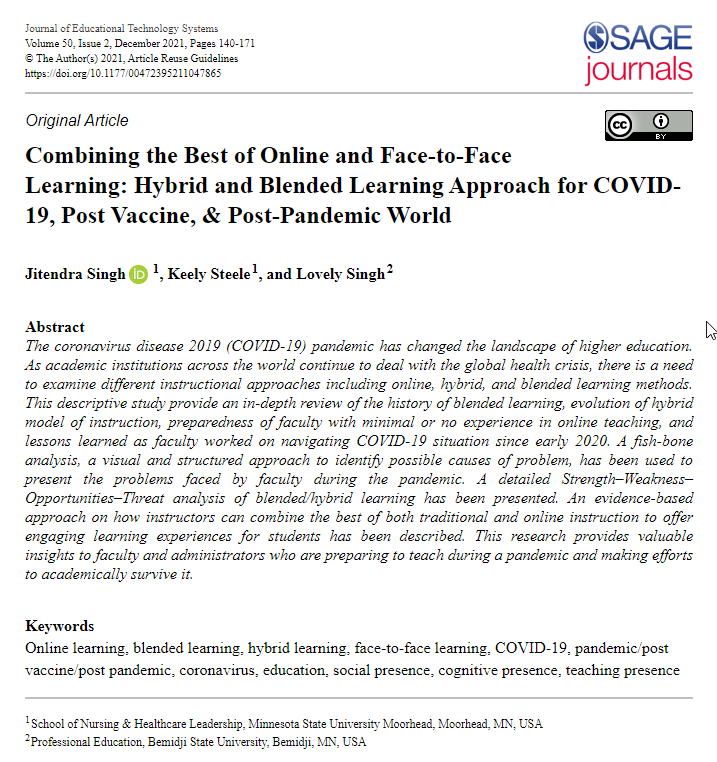 Journal of Educational Technology Systems
Volume 50, Issue 2, December 2021, Pages 140-171
© The Author(s) 2021, Article Reuse Guidelines
https://doi.org/10.1177/00472395211047865
SAGE
journals
Original Article
cc BY
Combining the Best of Online and Face-to-Face
Learning: Hybrid and Blended Learning Approach for COVID-
19, Post Vaccine, & Post-Pandemic World
Jitendra Singh iD 1, Keely Steele1, and Lovely Singh2
Abstract
The coronavirus disease 2019 (COVID-19) pandemic has changed the landscape of higher education.
As academic institutions across the world continue to deal with the global health crisis, there is a need
to examine different instructional approaches including online, hybrid, and blended learning methods.
This descriptive study provide an in-depth review of the history of blended learning, evolution of hybrid
model of instruction, preparedness of faculty with minimal or no experience in online teaching, and
lessons learned as faculty worked on navigating COVID-19 situation since early 2020. A fish-bone
analysis, a visual and structured approach to identify possible causes of problem, has been used to
present the problems faced by faculty during the pandemic. A detailed Strength–Weakness–
Opportunities–Threat analysis of blended/hybrid learning has been presented. An evidence-based
approach on how instructors can combine the best of both traditional and online instruction to offer
engaging learning experiences for students has been described. This research provides valuable
insights to faculty and administrators who are preparing to teach during a pandemic and making efforts
to academically survive it.
Keywords
Online learning, blended learning, hybrid learning, face-to-face learning, COVID-19, pandemic/post
vaccine/post pandemic, coronavirus, education, social presence, cognitive presence, teaching presence
1School of Nursing & Healthcare Leadership, Minnesota State University Moorhead, Moorhead, MN, USA
2Professional Education, Bemidji State University, Bemidji, MN, USA